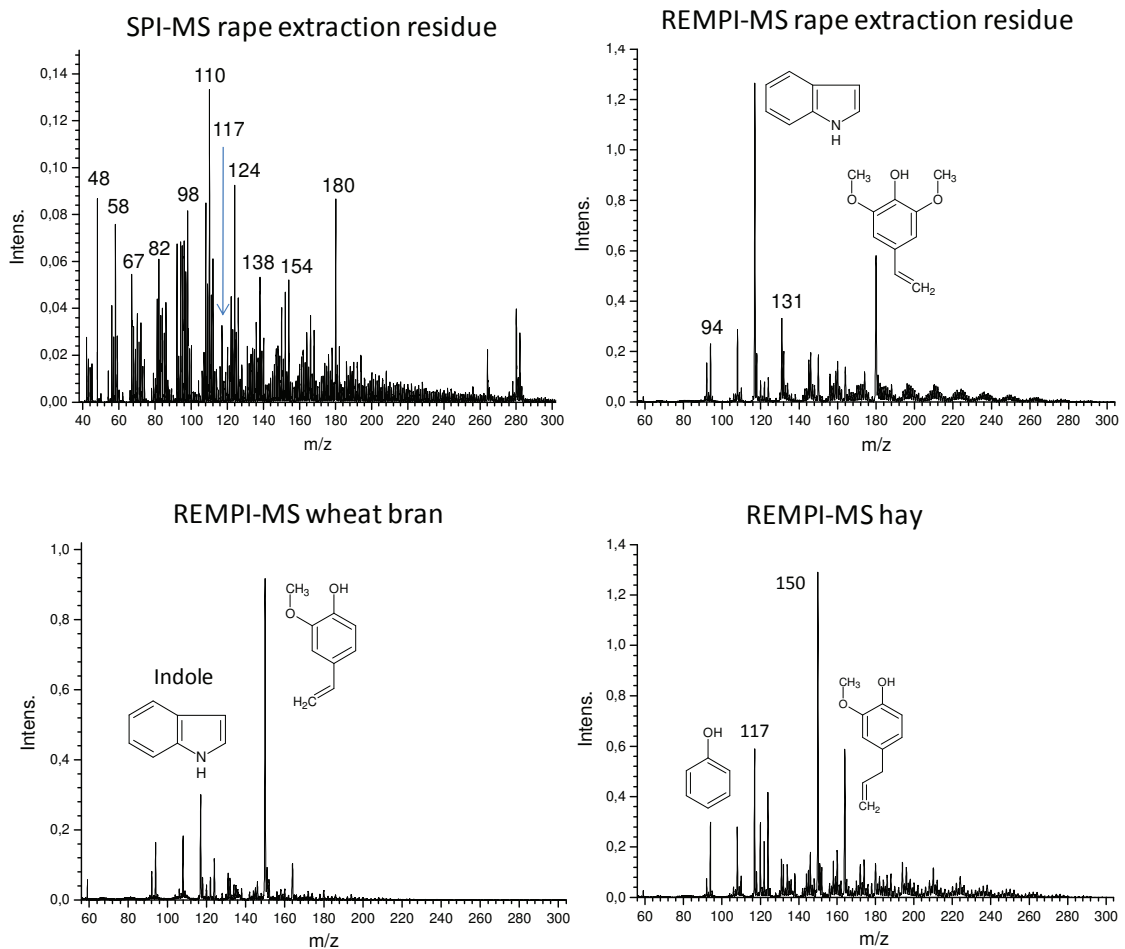 SPI-MS rape extraction residue
Intens.
0,14
0,12
0,10
0,08
0,06
0,04
0,02
0,00
110
117
124
48
58
98
180
67
82
138
154
40 60 80 100 120 140 160 180 200 220 240 260 280 300
m/z
REMPI-MS rape extraction residue
Intens.
1,4
1,2
1,0
0,8
0,6
0,4
0,2
0,0
N
H
CH3 OH CH3
O O
CH2
131
94
60 80 100 120 140 160 180 200 220 240 260 280 300
m/z
REMPI-MS wheat bran
Intens.
1,0
0,8
0,6
0,4
0,2
0,0
CH3 OH
O
H2C
Indole
N
H
60 80 100 120 140 160 180 200 220 240 260 280 300
m/z
REMPI-MS hay
Intens.
1,4
1,2
1,0
0,8
0,6
0,4
0,2
0,0
150
CH3 OH
O
CH2
OH
117
60 80 100 120 140 160 180 200 220 240 260 280 300
m/z